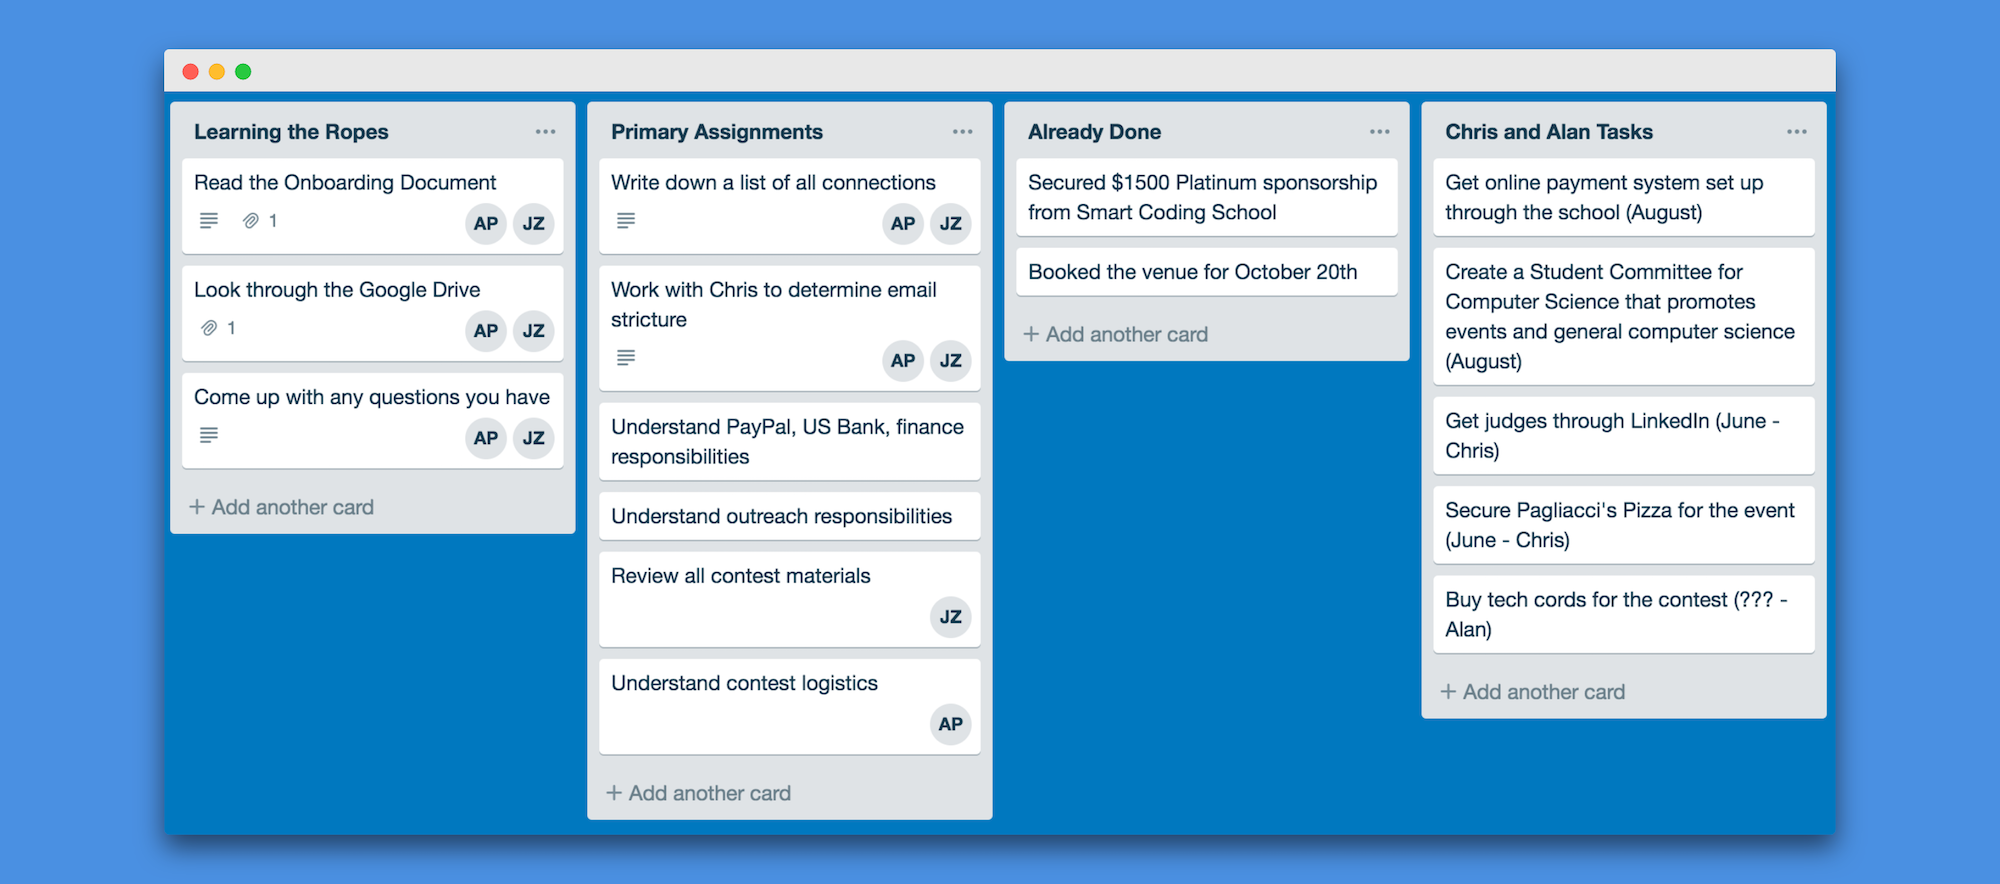 Learning the Ropes
Read the Onboarding Document
1
AP JZ
Look through the Google Drive
1
AP JZ
Come up with any questions you have
AP JZ
+ Add another card
Primary Assignments
Write down a list of all connections
AP JZ
Work with Chris to determine email
stricture
AP JZ
Understand PayPal, US Bank, finance
responsibilities
Understand outreach responsibilities
Review all contest materials
JZ
Understand contest logistics
AP
+ Add another card
Already Done
Secured $1500 Platinum sponsorship
from Smart Coding School
Booked the venue for October 20th
+ Add another card
Chris and Alan Tasks
Get online payment system set up
through the school (August)
Create a Student Committee for
Computer Science that promotes
events and general computer science
(August)
Get judges through LinkedIn (June -
Chris)
Secure Pagliacci's Pizza for the event
(June - Chris)
Buy tech cords for the contest (??? -
Alan)
+ Add another card